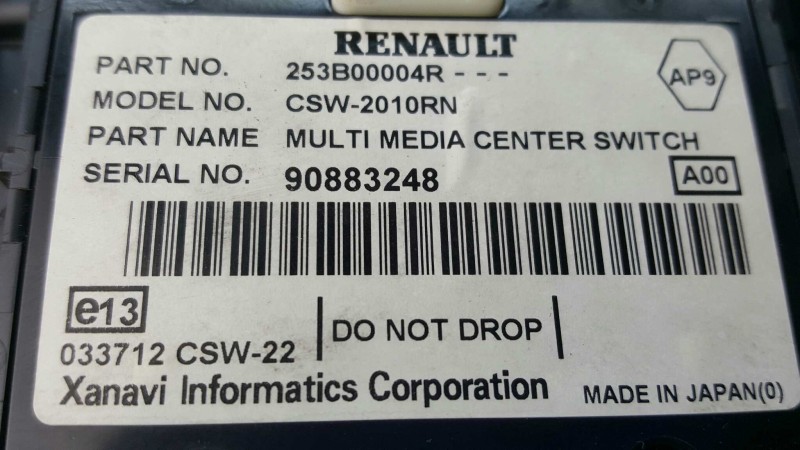 RENAULT
PART NO. 253B00004R - - -
AP9
MODEL NO. CSW-2010RN
PART NAME MULTI MEDIA CENTER SWITCH
SERIAL NO. 90883248
A00
e13
033712 CSW-22
DO NOT DROP
Xanavi Informatics Corporation
MADE IN JAPAN(0)